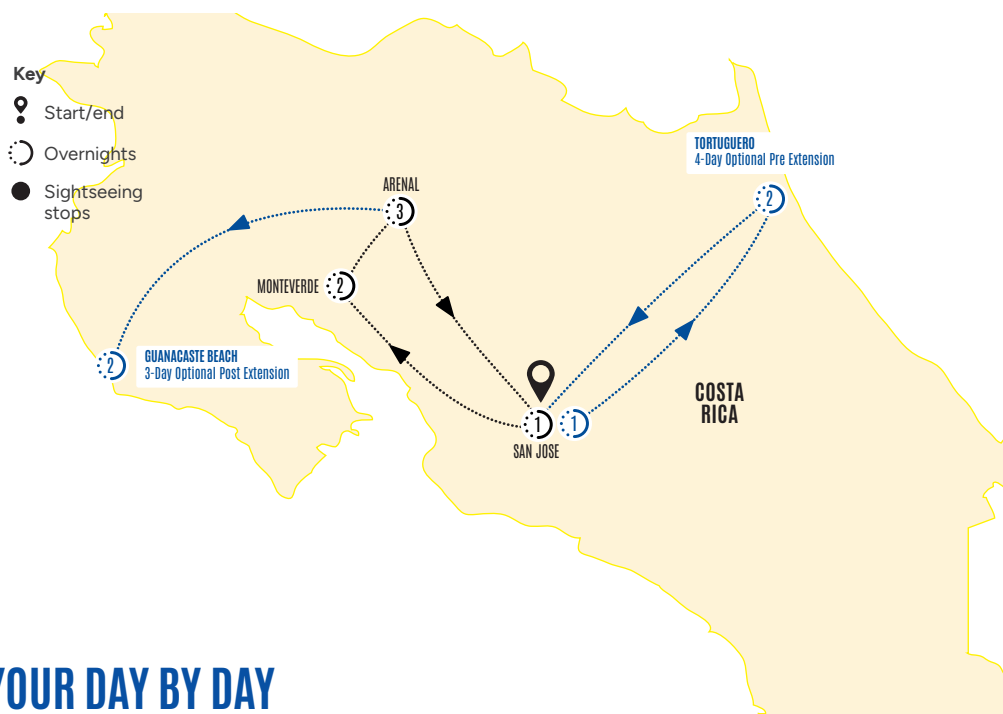 Key
Start/end
Overnights
Sightseeing
stops
TORTUGUERO
4-Day Optional Pre Extension
2
ARENAL
3
MONTEVERDE
2
GUANACASTE BEACH
3-Day Optional Post Extension
2
COSTA
RICA
1
1
SAN JOSE
YOUR DAY BY DAY